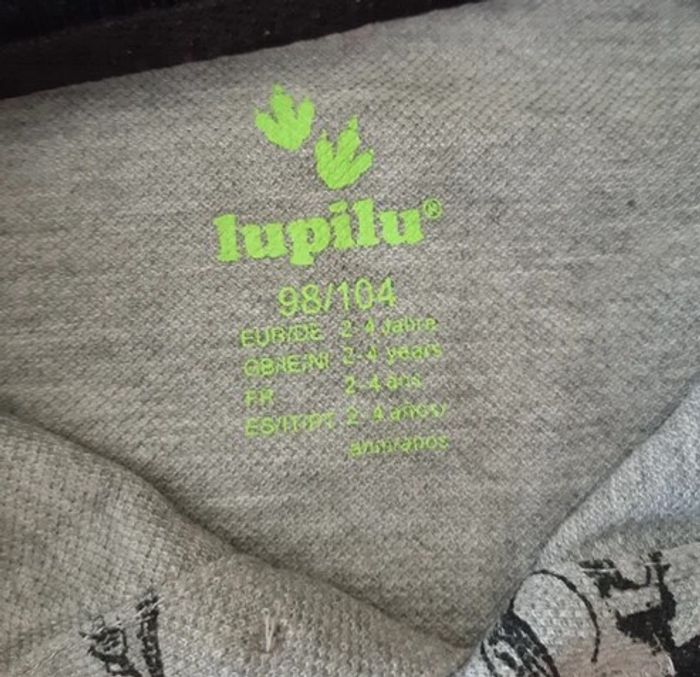 lupilu®
98/104
EUR/DE 2-4 Jahre
GB/IE/NI 2-4 years
FR 2-4 ans
ES/IT/PT 2-4 años/
anni/anos